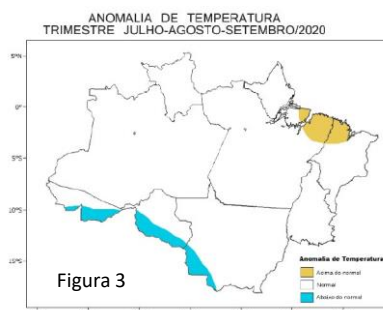 ANOMALIA DE TEMPERATURA
TRIMESTRE JULHO-AGOSTO-SETEMBRO/2020
5°N
0°
5°S
10°S
15°S
Figura 3
Anomalia de Temperatura
Acima do normal
Normal
Abaixo do normal